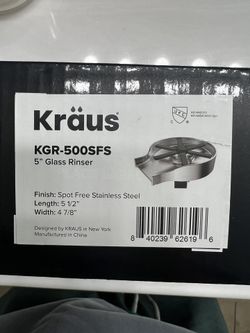 Kräus
KGR-500SFS
5" Glass Rinser
Finish: Spot Free Stainless Steel
Length: 5 1/2"
Width: 4 7/8"
Designed by KRAUS in New York
Manufactured in China
8 40239 62619 6